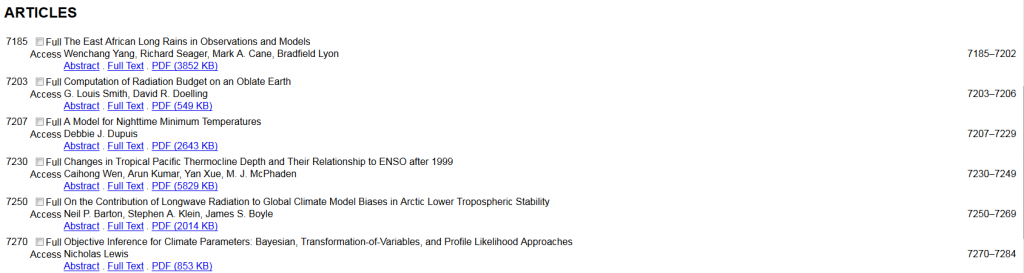 ARTICLES
7185 Full The East African Long Rains in Observations and Models
Access Wenchang Yang, Richard Seager, Mark A. Cane, Bradfield Lyon 7185–7202
Abstract . Full Text . PDF (3852 KB)
7203 Full Computation of Radiation Budget on an Oblate Earth
Access G. Louis Smith, David R. Doelling 7203–7206
Abstract . Full Text . PDF (549 KB)
7207 Full A Model for Nighttime Minimum Temperatures
Access Debbie J. Dupuis 7207–7229
Abstract . Full Text . PDF (2643 KB)
7230 Full Changes in Tropical Pacific Thermocline Depth and Their Relationship to ENSO after 1999
Access Caihong Wen, Arun Kumar, Yan Xue, M. J. McPhaden 7230–7249
Abstract . Full Text . PDF (5829 KB)
7250 Full On the Contribution of Longwave Radiation to Global Climate Model Biases in Arctic Lower Tropospheric Stability
Access Neil P. Barton, Stephen A. Klein, James S. Boyle 7250–7269
Abstract . Full Text . PDF (2014 KB)
7270 Full Objective Inference for Climate Parameters: Bayesian, Transformation-of-Variables, and Profile Likelihood Approaches
Access Nicholas Lewis 7270–7284
Abstract . Full Text . PDF (853 KB)